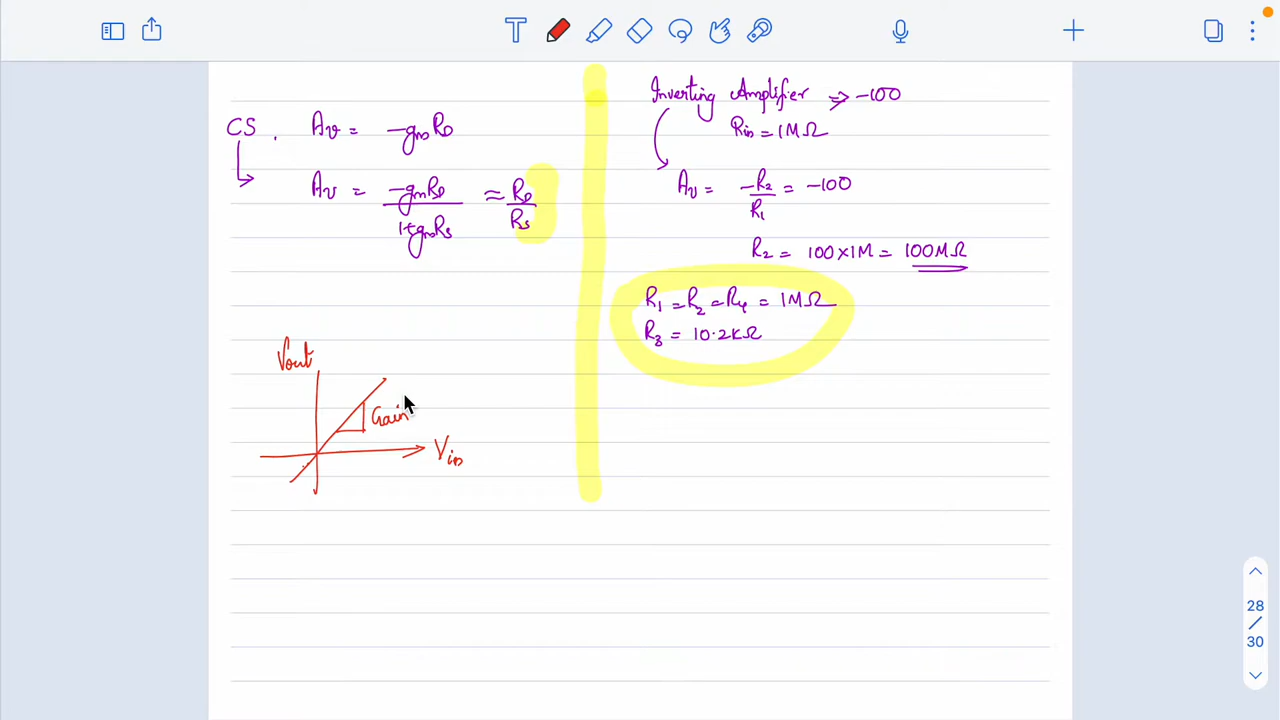 CS . Av = -gmRD
Av = -gmRD / 1+gmRs ≈ RD / Rs
Vout
Gain
Vin
Inverting Amplifier => -100
Rin = 1MΩ
Av = -R2 / R1 = -100
R2 = 100×1M = 100MΩ
R1 = R2 = R4 = 1MΩ
R3 = 10.2kΩ
T
28
/
30